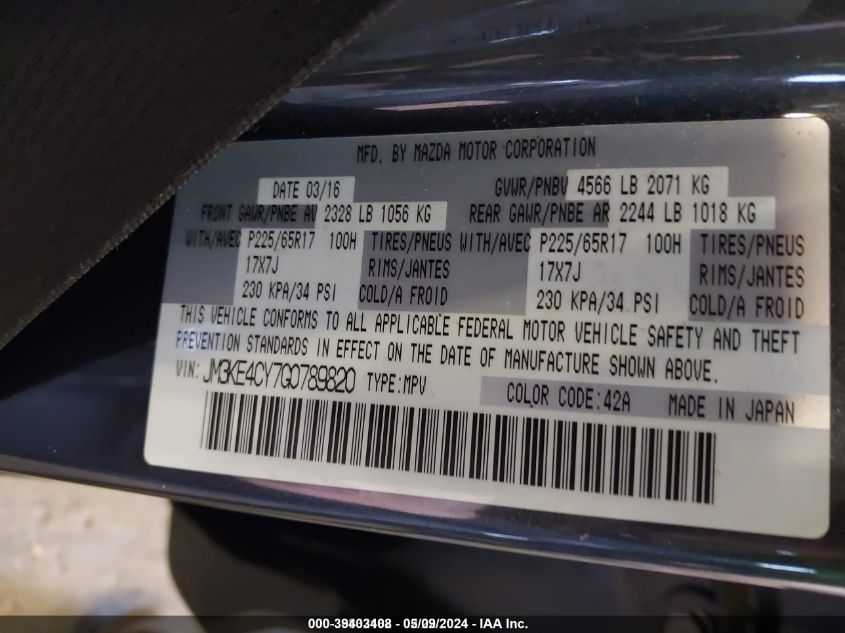 MFD. BY MAZDA MOTOR CORPORATION
DATE 03/16 GVWR/PNBV 4566 LB 2071 KG
FRONT GAWR/PNBE AV 2328 LB 1056 KG REAR GAWR/PNBE AR 2244 LB 1018 KG
WITH/AVEC P225/65R17 100H TIRES/PNEUS WITH/AVEC P225/65R17 100H TIRES/PNEUS
17X7J RIMS/JANTES 17X7J RIMS/JANTES
230 KPA/34 PSI COLD/A FROID 230 KPA/34 PSI COLD/A FROID
THIS VEHICLE CONFORMS TO ALL APPLICABLE FEDERAL MOTOR VEHICLE SAFETY AND THEFT
PREVENTION STANDARDS IN EFFECT ON THE DATE OF MANUFACTURE SHOWN ABOVE.
VIN: JM3KE4CY7G0789820 TYPE:MPV COLOR CODE:42A MADE IN JAPAN
- IAA Inc.